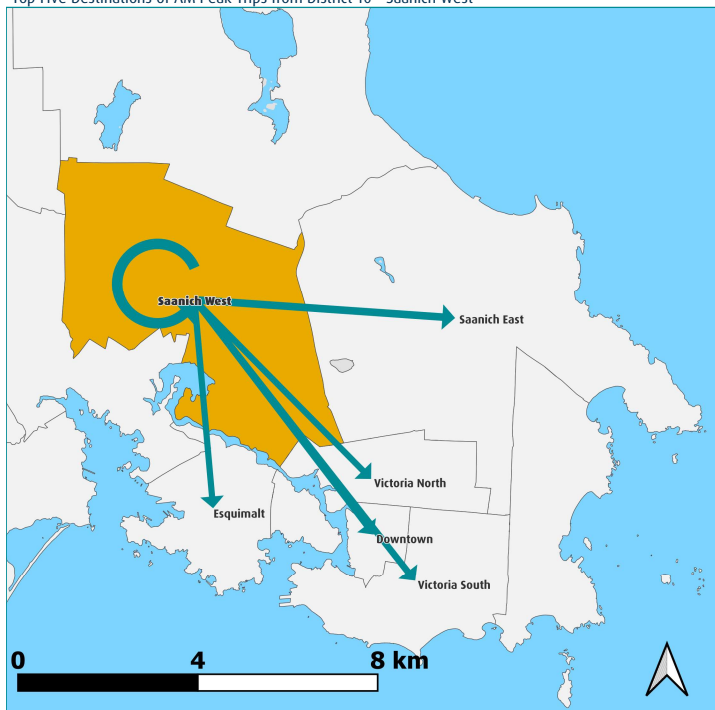 Top Five Destinations of AM Peak Trips from District 10 - Saanich West
Saanich West
Saanich East
Victoria North
Esquimalt
Downtown
Victoria South
0 4 8 km